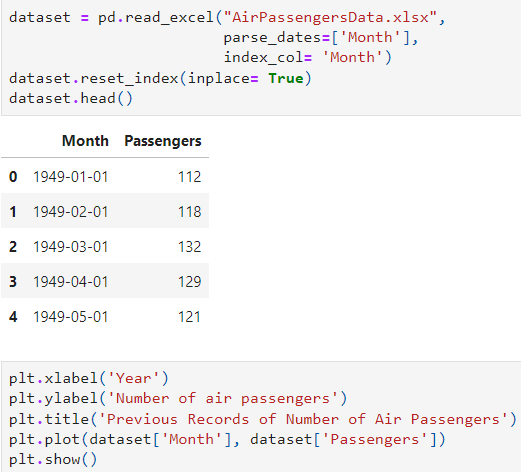 dataset = pd.read_excel("AirPassengersData.xlsx",
parse_dates=['Month'],
index_col= 'Month')
dataset.reset_index(inplace= True)
dataset.head()
Month Passengers
0 1949-01-01 112
1 1949-02-01 118
2 1949-03-01 132
3 1949-04-01 129
4 1949-05-01 121
plt.xlabel('Year')
plt.ylabel('Number of air passengers')
plt.title('Previous Records of Number of Air Passengers')
plt.plot(dataset['Month'], dataset['Passengers'])
plt.show()